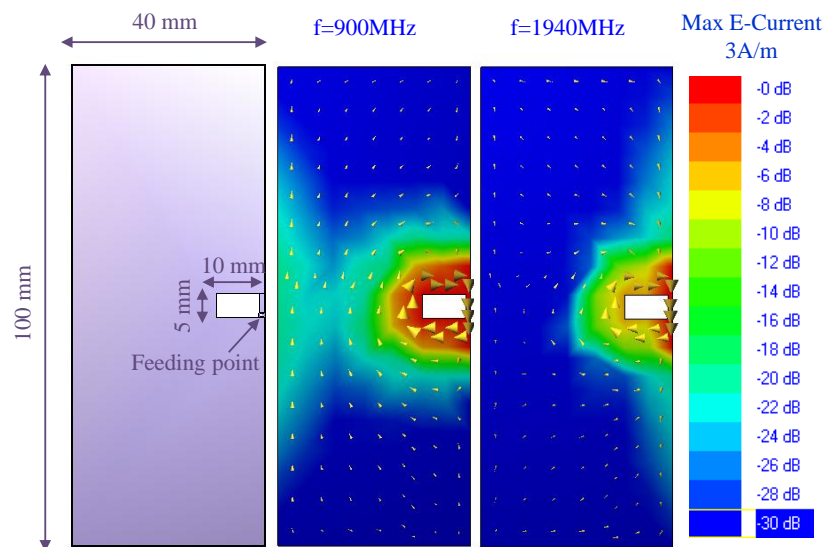 40 mm
f=900MHz
f=1940MHz
Max E-Current
3A/m
100 mm
10 mm
5 mm
Feeding point
-0 dB
-2 dB
-4 dB
-6 dB
-8 dB
-10 dB
-12 dB
-14 dB
-16 dB
-18 dB
-20 dB
-22 dB
-24 dB
-26 dB
-28 dB
-30 dB